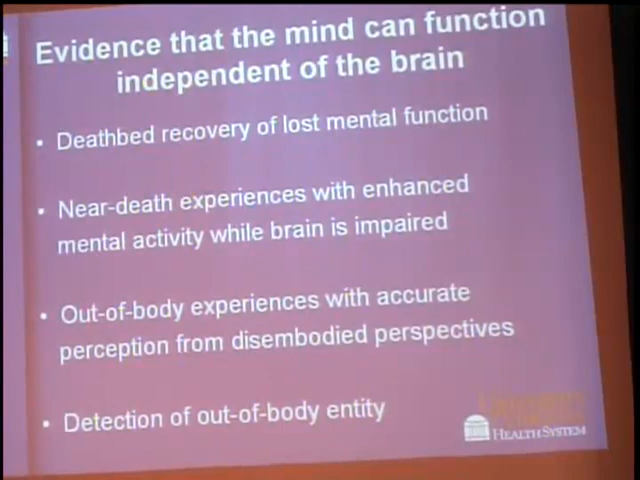 Evidence that the mind can function
independent of the brain
• Deathbed recovery of lost mental function
• Near-death experiences with enhanced
mental activity while brain is impaired
• Out-of-body experiences with accurate
perception from disembodied perspectives
• Detection of out-of-body entity
HEALTH SYSTEM